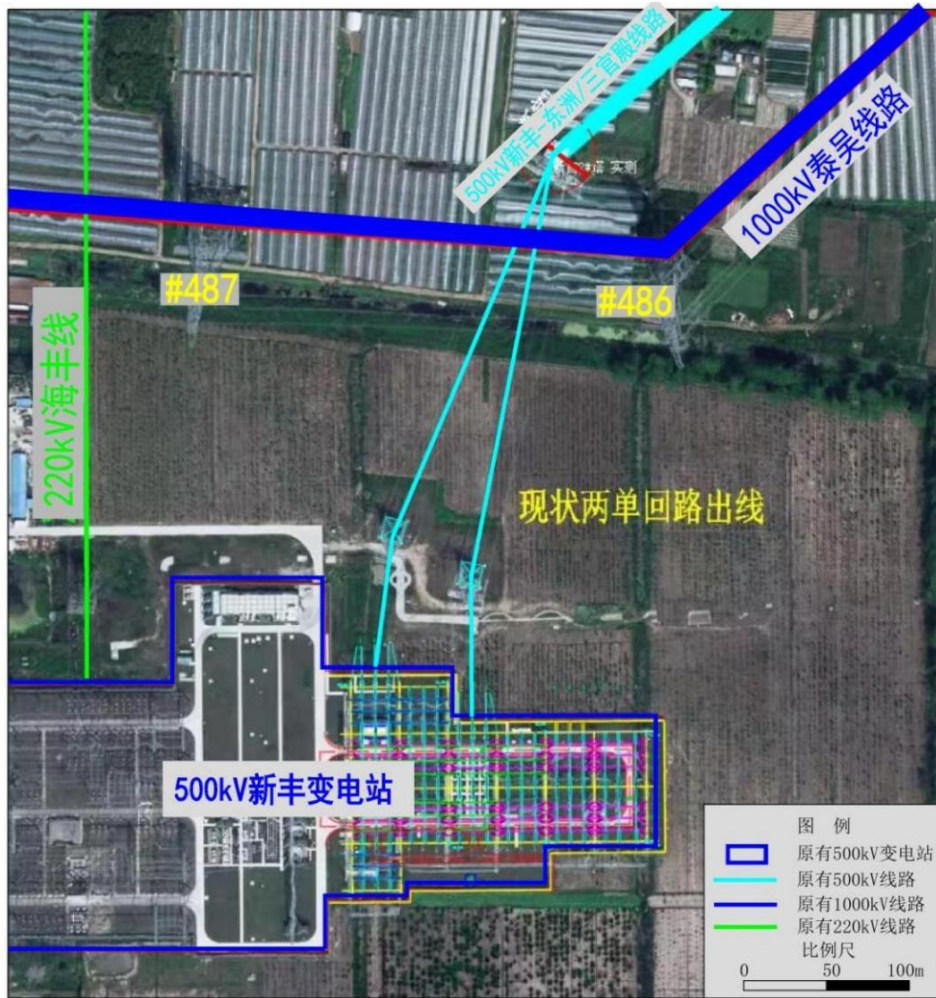 500kV新丰-东洲/三官殿线路
实测
1000kV泰吴线路
#487
#486
220kV海丰线
现状两单回路出线
500kV新丰变电站
图 例
原有500kV变电站
原有500kV线路
原有1000kV线路
原有220kV线路
比例尺
0 50 100m